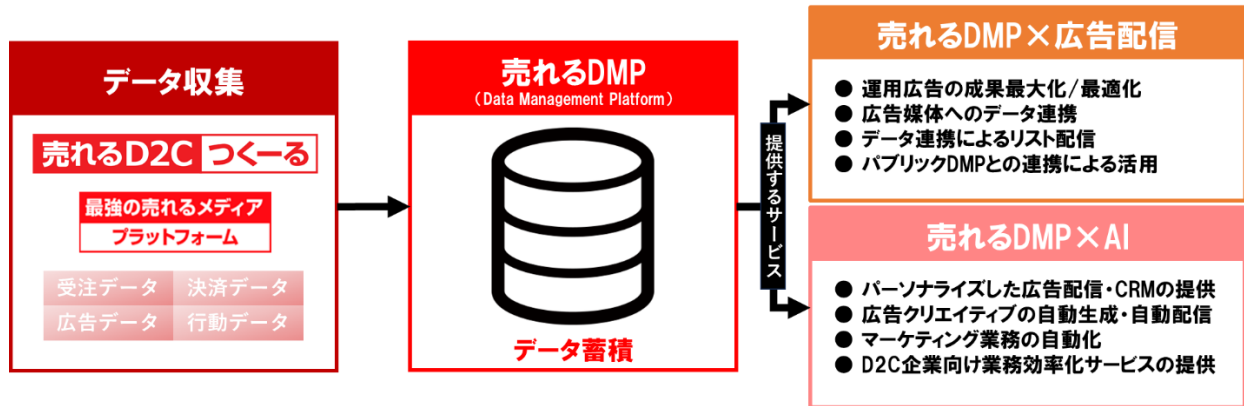 データ収集
売れるD2Cつくーる
最強の売れるメディア
プラットフォーム
受注データ 決済データ
広告データ 行動データ
売れるDMP
(Data Management Platform)
データ蓄積
提供するサービス
売れるDMP×広告配信
● 運用広告の成果最大化/最適化
● 広告媒体へのデータ連携
● データ連携によるリスト配信
● パブリックDMPとの連携による活用
売れるDMP×AI
● パーソナライズした広告配信・CRMの提供
● 広告クリエイティブの自動生成・自動配信
● マーケティング業務の自動化
● D2C企業向け業務効率化サービスの提供